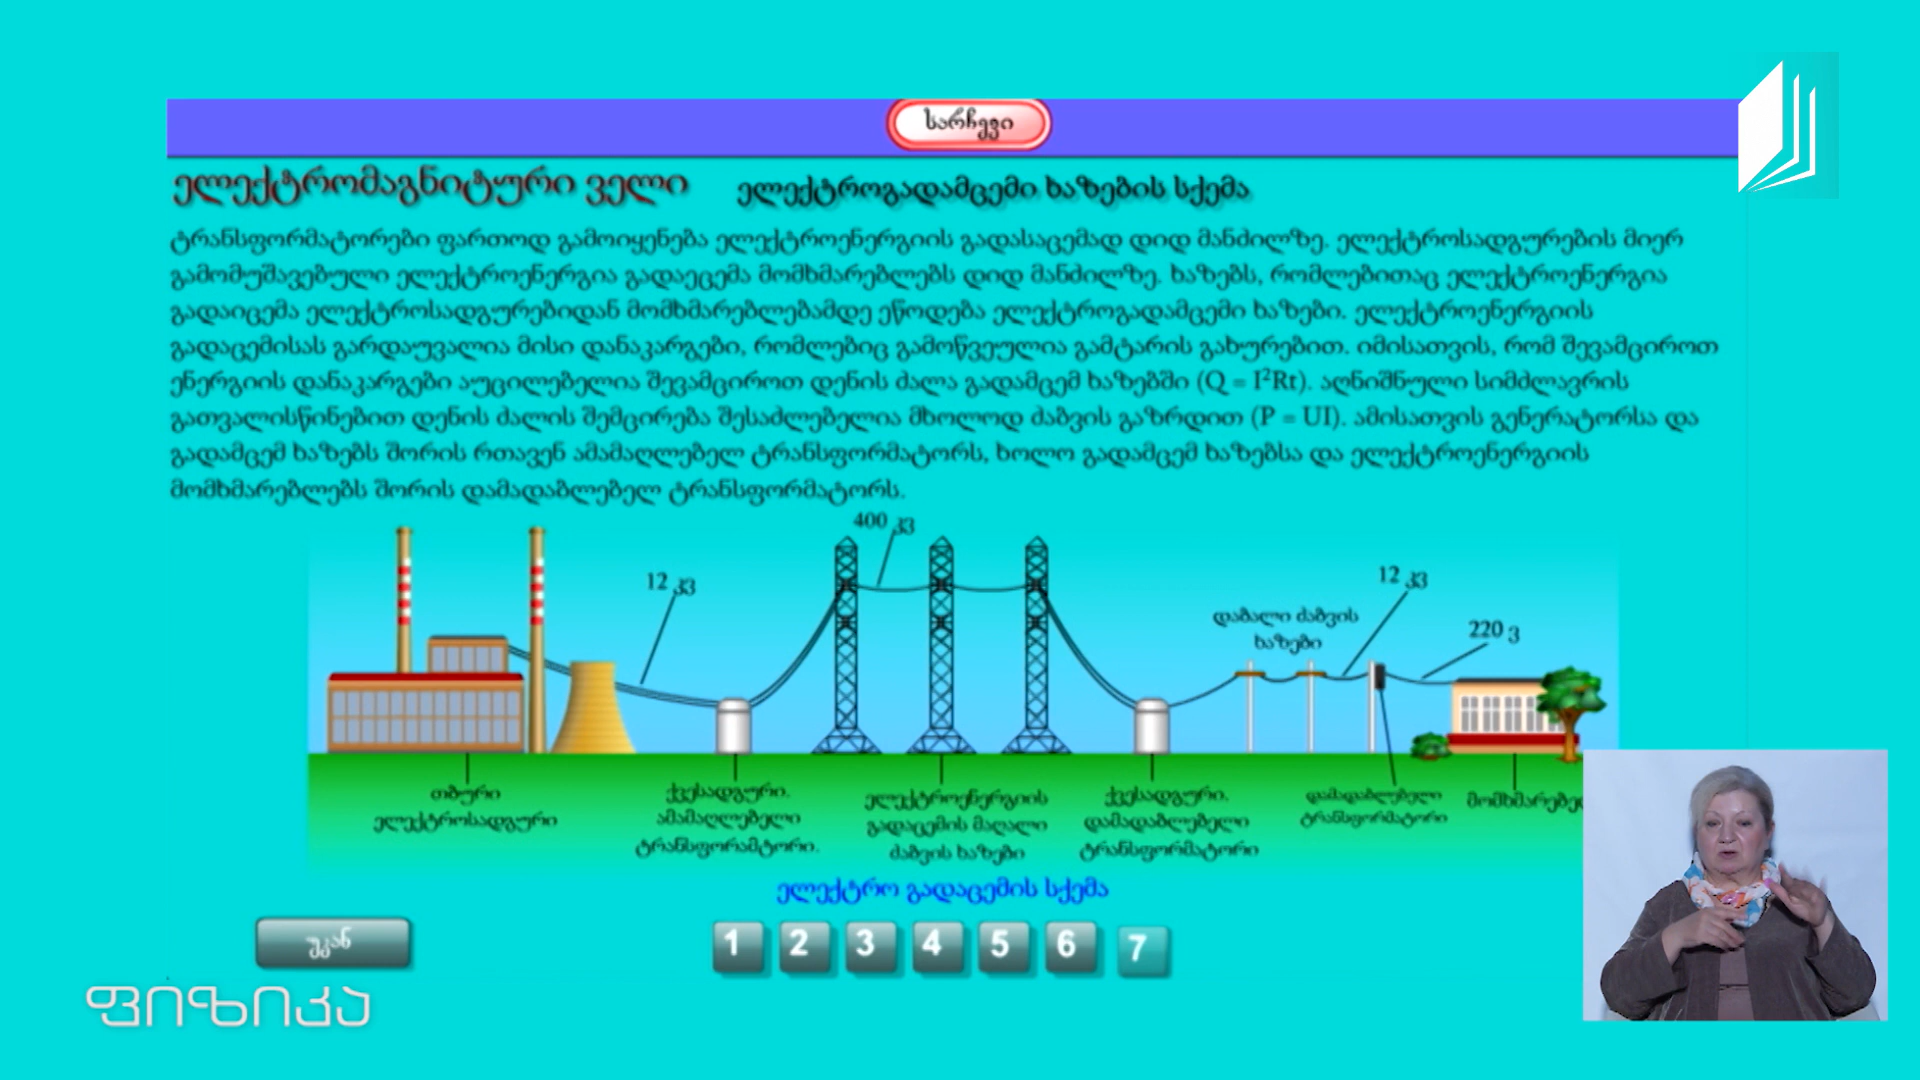 სარჩევი
ელექტრომაგნიტური ველი
ელექტროგადამცემი ხაზების სქემა
ტრანსფორმატორები ფართოდ გამოიყენება ელექტროენერგიის გადასაცემად დიდ მანძილზე. ელექტროსადგურების მიერ
გამომუშავებული ელექტროენერგია გადაეცემა მომხმარებლებს დიდ მანძილზე. ხაზებს, რომლებითაც ელექტროენერგია
გადაიცემა ელექტროსადგურებიდან მომხმარებლებამდე ეწოდება ელექტროგადამცემი ხაზები. ელექტროენერგიის
გადაცემისას გარდაუვალია მისი დანაკარგები, რომლებიც გამოწვეულია გამტარის გახურებით. იმისათვის, რომ შევამციროთ
ენერგიის დანაკარგები აუცილებელია შევამციროთ დენის ძალა გადამცემ ხაზებში (Q = I²Rt). აღნიშნული სიმძლავრის
გათვალისწინებით დენის ძალის შემცირება შესაძლებელია მხოლოდ ძაბვის გაზრდით (P = UI). ამისათვის გენერატორსა და
გადამცემ ხაზებს შორის რთავენ ამამაღლებელ ტრანსფორმატორს, ხოლო გადამცემ ხაზებსა და ელექტროენერგიის
მომხმარებლებს შორის დამადაბლებელ ტრანსფორმატორს.
400 კვ
12 კვ
12 კვ
დაბალი ძაბვის
ხაზები
220 ვ
თბური
ელექტროსადგური
ქვესადგური.
ამამაღლებელი
ტრანსფორამტორი.
ელექტროენერგიის
გადაცემის მაღალი
ძაბვის ხაზები
ქვესადგური.
დამადაბლებელი
ტრანსფორმატორი
დამადაბლებელი
ტრანსფორმატორი
მომხმარებე
ელექტრო გადაცემის სქემა
უკან
1 2 3 4 5 6 7
ფიზიკა